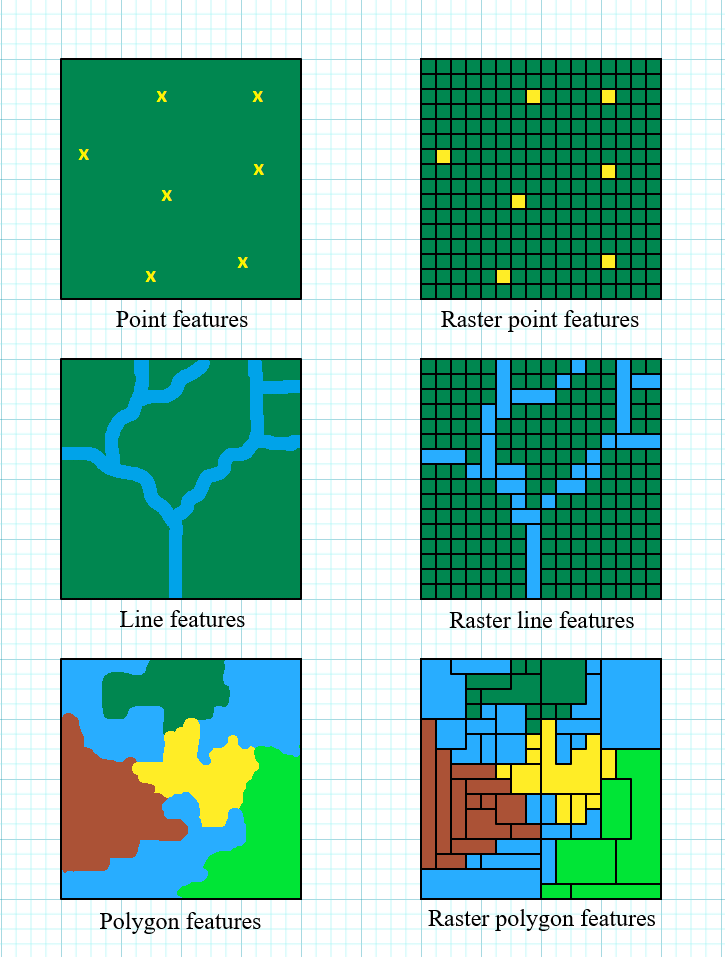 x x
x
x
x
x
x
Point features Raster point features
Line features Raster line features
Polygon features Raster polygon features